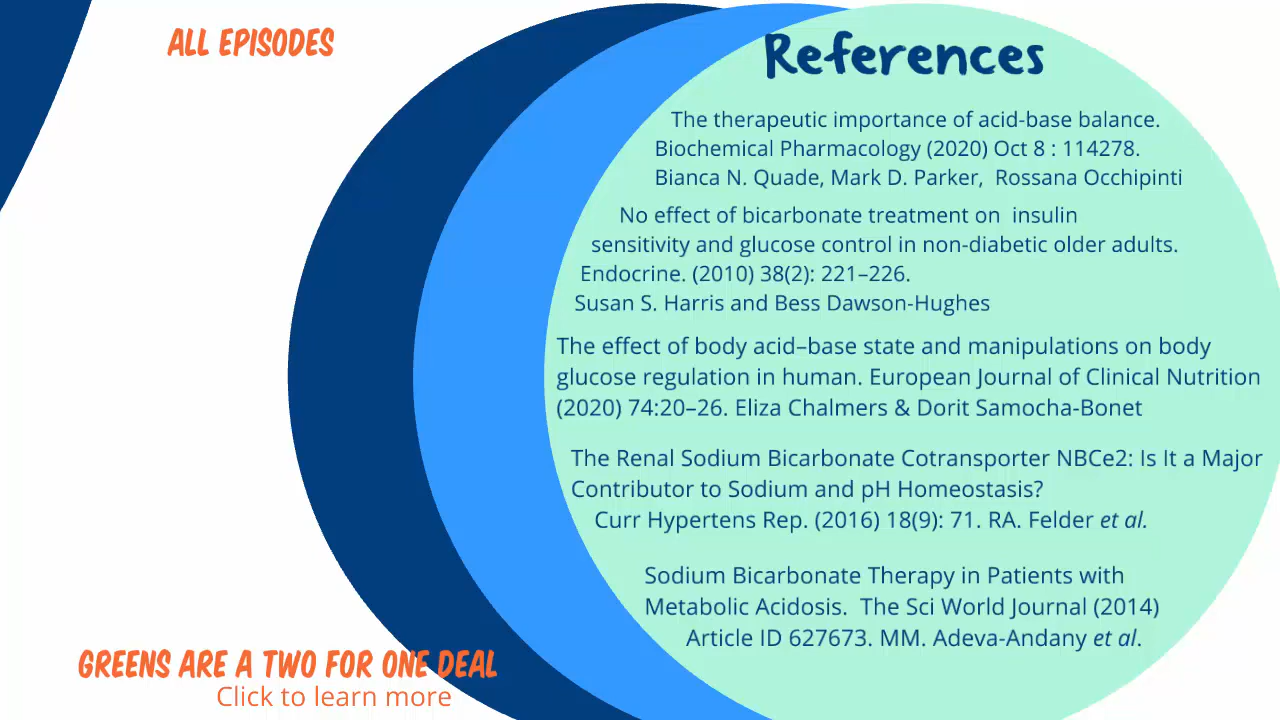 ALL EPISODES
References
The therapeutic importance of acid-base balance.
Biochemical Pharmacology (2020) Oct 8 : 114278.
Bianca N. Quade, Mark D. Parker, Rossana Occhipinti
No effect of bicarbonate treatment on insulin
sensitivity and glucose control in non-diabetic older adults.
Endocrine. (2010) 38(2): 221–226.
Susan S. Harris and Bess Dawson-Hughes
The effect of body acid–base state and manipulations on body
glucose regulation in human. European Journal of Clinical Nutrition
(2020) 74:20–26. Eliza Chalmers & Dorit Samocha-Bonet
The Renal Sodium Bicarbonate Cotransporter NBCe2: Is It a Major
Contributor to Sodium and pH Homeostasis?
Curr Hypertens Rep. (2016) 18(9): 71. RA. Felder et al.
Sodium Bicarbonate Therapy in Patients with
Metabolic Acidosis. The Sci World Journal (2014)
Article ID 627673. MM. Adeva-Andany et al.
GREENS ARE A TWO FOR ONE DEAL
Click to learn more